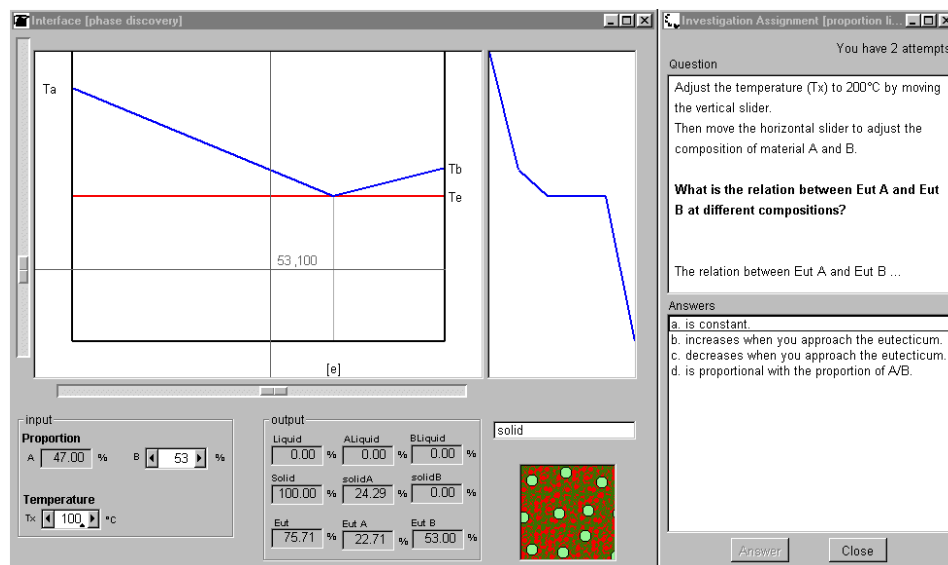 Interface [phase discovery]
Ta
Tb
Te
53 ,100
[e]
input
Proportion
A 47.00 % B 53 %
Temperature
Tx 100 °C
output
Liquid ALiquid BLiquid
0.00 % 0.00 % 0.00 %
Solid solidA solidB
100.00 % 24.29 % 0.00 %
Eut Eut A Eut B
75.71 % 22.71 % 53.00 %
solid
Investigation Assignment [proportion li...
You have 2 attempts
Question
Adjust the temperature (Tx) to 200°C by moving
the vertical slider.
Then move the horizontal slider to adjust the
composition of material A and B.
What is the relation between Eut A and Eut
B at different compositions?
The relation between Eut A and Eut B ...
Answers
a. is constant.
b. increases when you approach the eutecticum.
c. decreases when you approach the eutecticum.
d. is proportional with the proportion of A/B.
Answer Close